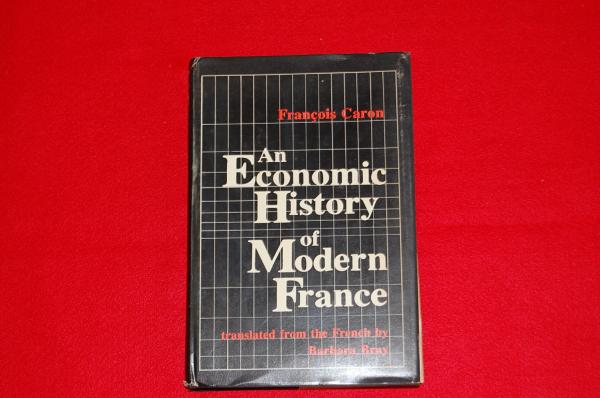 François Caron
An
Economic
History
of
Modern
France
translated from the French by
Barbara Bray